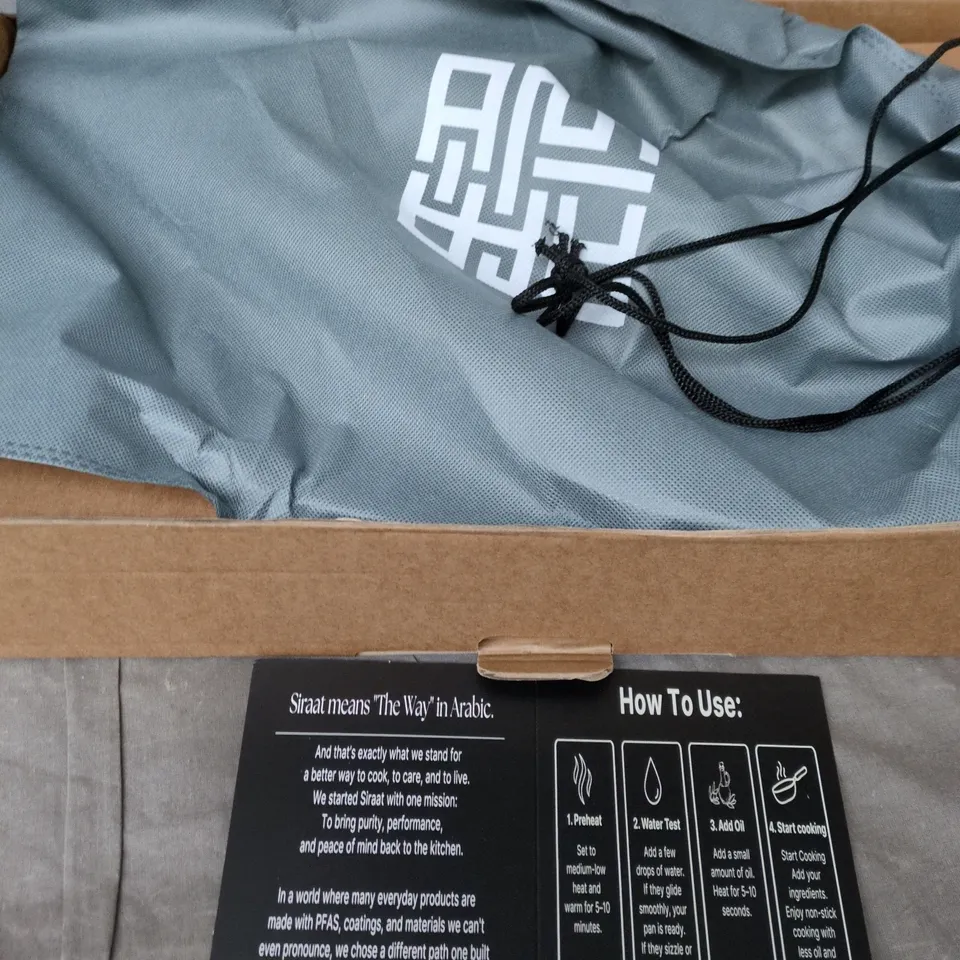 Siraat means "The Way" in Arabic.
And that's exactly what we stand for
a better way to cook, to care, and to live.
We started Siraat with one mission:
To bring purity, performance,
and peace of mind back to the kitchen.
In a world where many everyday products are
made with PFAS, coatings, and materials we can't
even pronounce, we chose a different path one built
How To Use:
1. Preheat
Set to
medium-low
heat and
warm for 5-10
minutes.
2. Water Test
Add a few
drops of water.
If they glide
smoothly, your
pan is ready.
If they sizzle or
3. Add Oil
Add a small
amount of oil.
Heat for 5-10
seconds.
4. Start cooking
Start Cooking
Add your
ingredients.
Enjoy non-stick
cooking with
less oil and